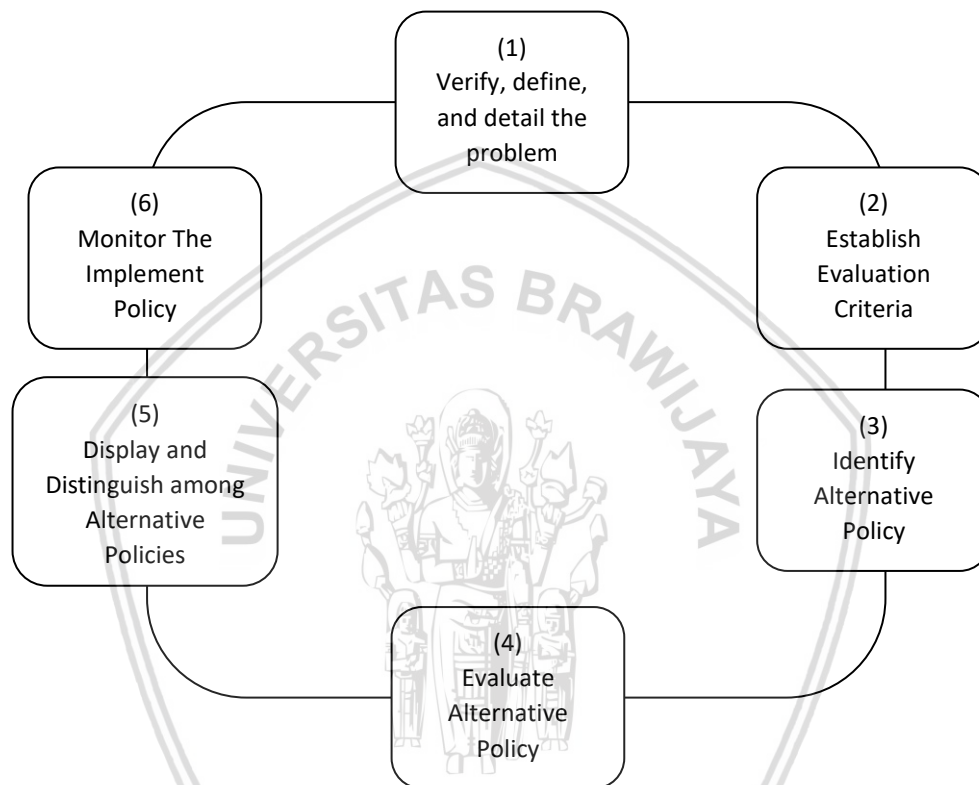 (1)
Verify, define,
and detail the
problem
(2)
Establish
Evaluation
Criteria
(3)
Identify
Alternative
Policy
(4)
Evaluate
Alternative
Policy
(5)
Display and
Distinguish among
Alternative
Policies
(6)
Monitor The
Implement
Policy
UNIVERSITAS BRAWIJAYA